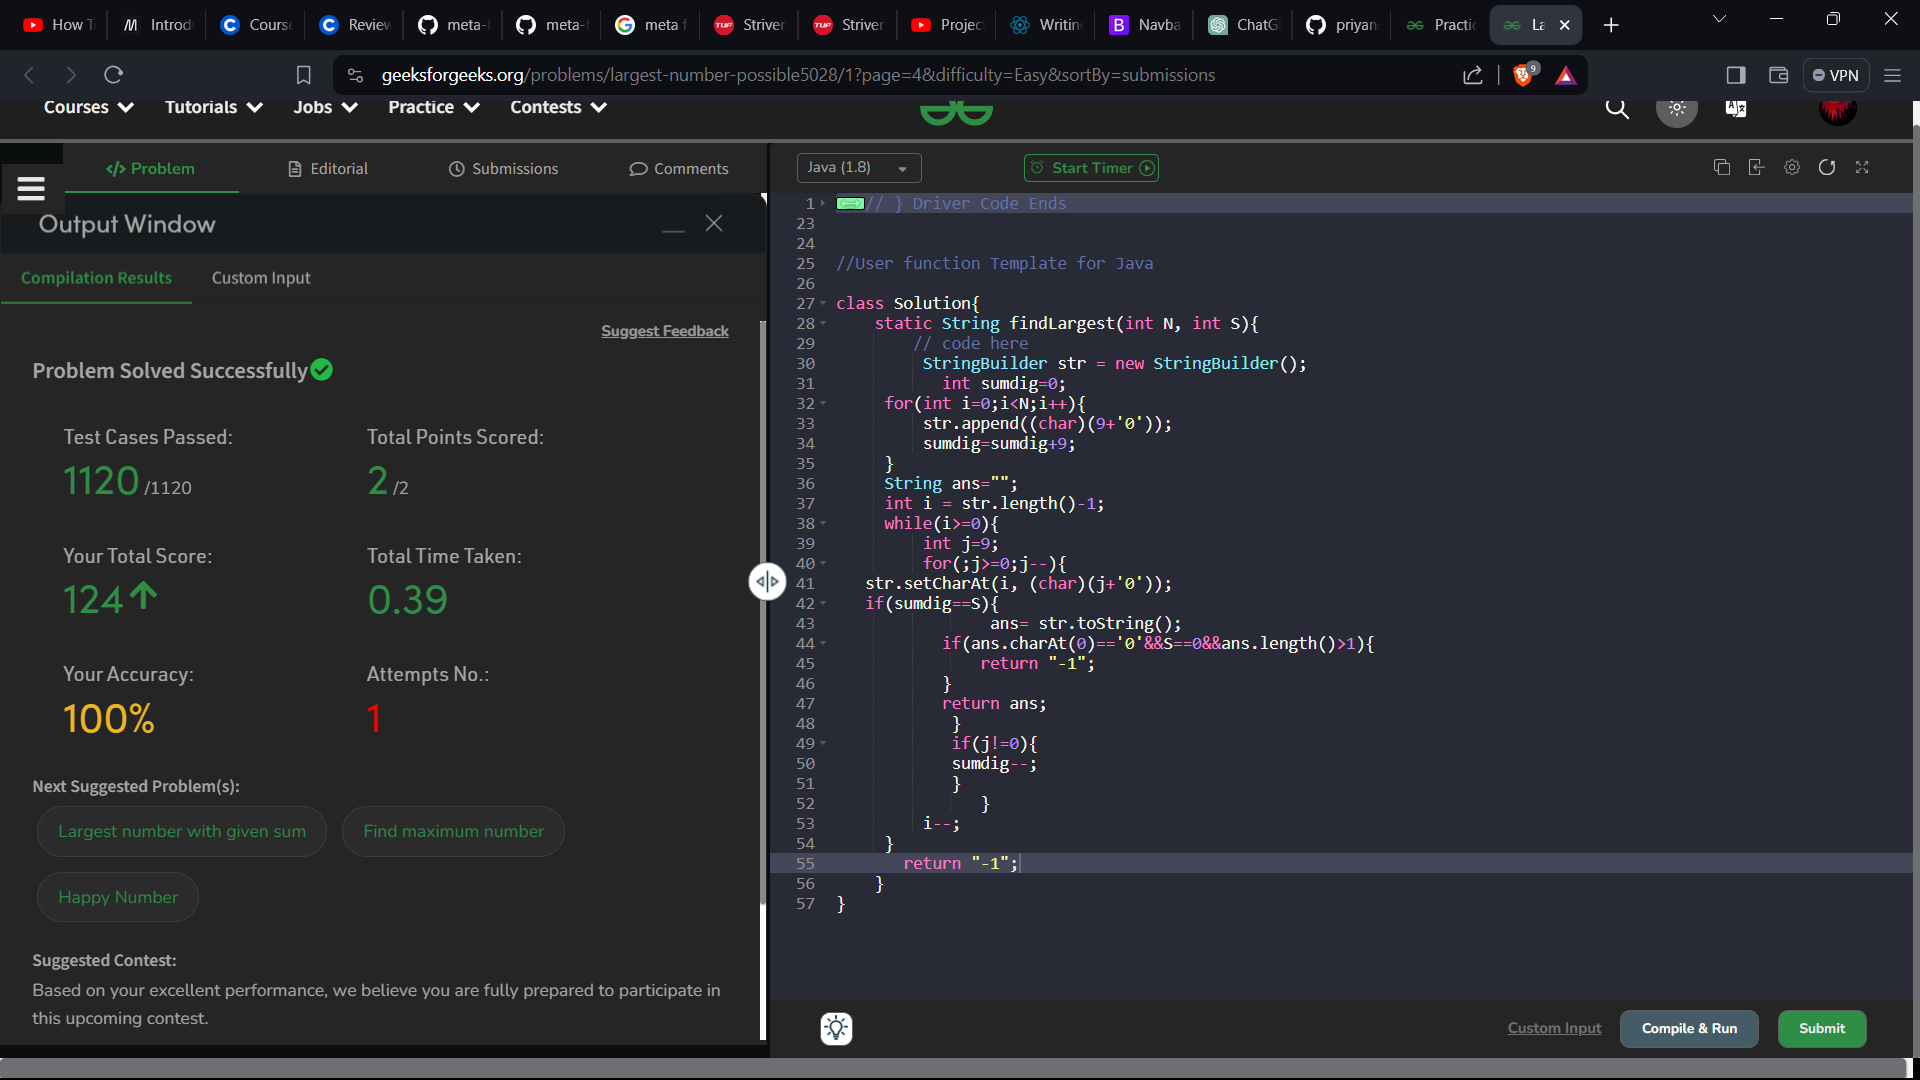 How T
Introd
Course
Review
meta-
meta-
meta f
Striver
Striver
Projec
Writin
Navba
ChatG
priyan
Practic
La
geeksforgeeks.org/problems/largest-number-possible5028/1?page=4&difficulty=Easy&sortBy=submissions
9
VPN
Courses
Tutorials
Jobs
Practice
Contests
</> Problem
Editorial
Submissions
Comments
Output Window
Compilation Results
Custom Input
Suggest Feedback
Problem Solved Successfully
Test Cases Passed:
Total Points Scored:
1120 /1120
2 /2
Your Total Score:
Total Time Taken:
124
0.39
Your Accuracy:
Attempts No.:
100%
1
Next Suggested Problem(s):
Largest number with given sum
Find maximum number
Happy Number
Suggested Contest:
Based on your excellent performance, we believe you are fully prepared to participate in
this upcoming contest.
Java (1.8)
Start Timer
1 // } Driver Code Ends
23
24
25 //User function Template for Java
26
27 class Solution{
28 static String findLargest(int N, int S){
29 // code here
30 StringBuilder str = new StringBuilder();
31 int sumdig=0;
32 for(int i=0;i<N;i++){
33 str.append((char)(9+'0'));
34 sumdig=sumdig+9;
35 }
36 String ans="";
37 int i = str.length()-1;
38 while(i>=0){
39 int j=9;
40 for(;j>=0;j--){
41 str.setCharAt(i, (char)(j+'0'));
42 if(sumdig==S){
43 ans= str.toString();
44 if(ans.charAt(0)=='0'&&S==0&&ans.length()>1){
45 return "-1";
46 }
47 return ans;
48 }
49 if(j!=0){
50 sumdig--;
51 }
52 }
53 i--;
54 }
55 return "-1";
56 }
57 }
Custom Input
Compile & Run
Submit